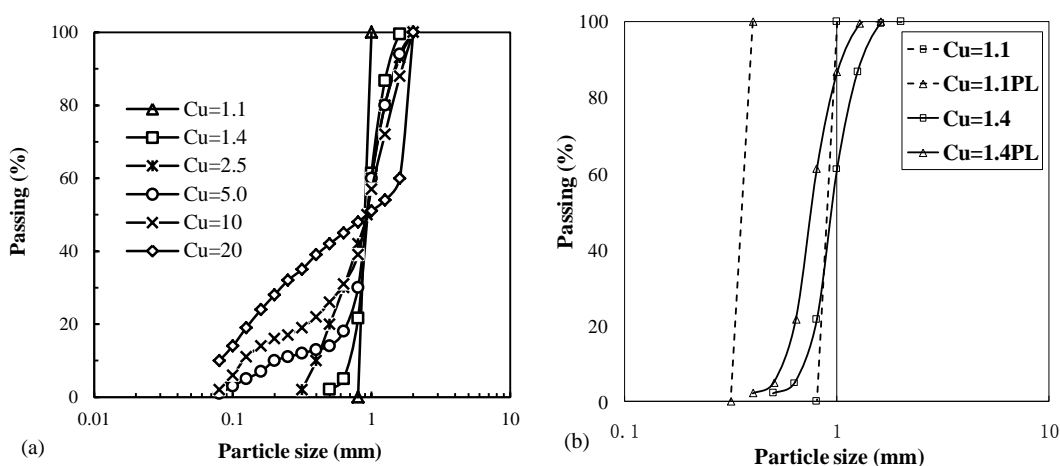 100
80
60
40
20
0
Passing (%)
Cu=1.1
Cu=1.4
Cu=2.5
Cu=5.0
Cu=10
Cu=20
0.01
0.1
1
10
Particle size (mm)
(a)
100
80
60
40
20
0
Passing (%)
Cu=1.1
Cu=1.1PL
Cu=1.4
Cu=1.4PL
0.1
1
10
Particle size (mm)
(b)